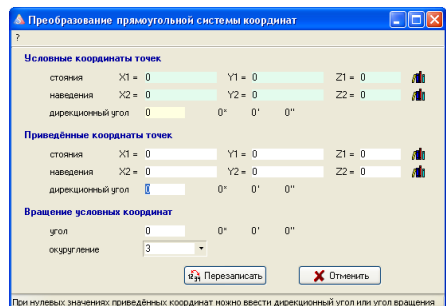 Преобразование прямоугольной системы координат
?
Условные координаты точек
стояния X1 = 0 Y1 = 0 Z1 = 0
наведения X2 = 0 Y2 = 0 Z2 = 0
дирекционный угол 0 0° 0' 0"
Приведённые коорднаты точек
стояния X1 = 0 Y1 = 0 Z1 = 0
наведения X2 = 0 Y2 = 0 Z2 = 0
дирекционный угол 0 0° 0' 0"
Вращение условных координат
угол 0 0° 0' 0"
окуругление 3
Перезаписать Отменить
При нулевых значениях приведённых координат можно ввести дирекционный угол или угол вращения